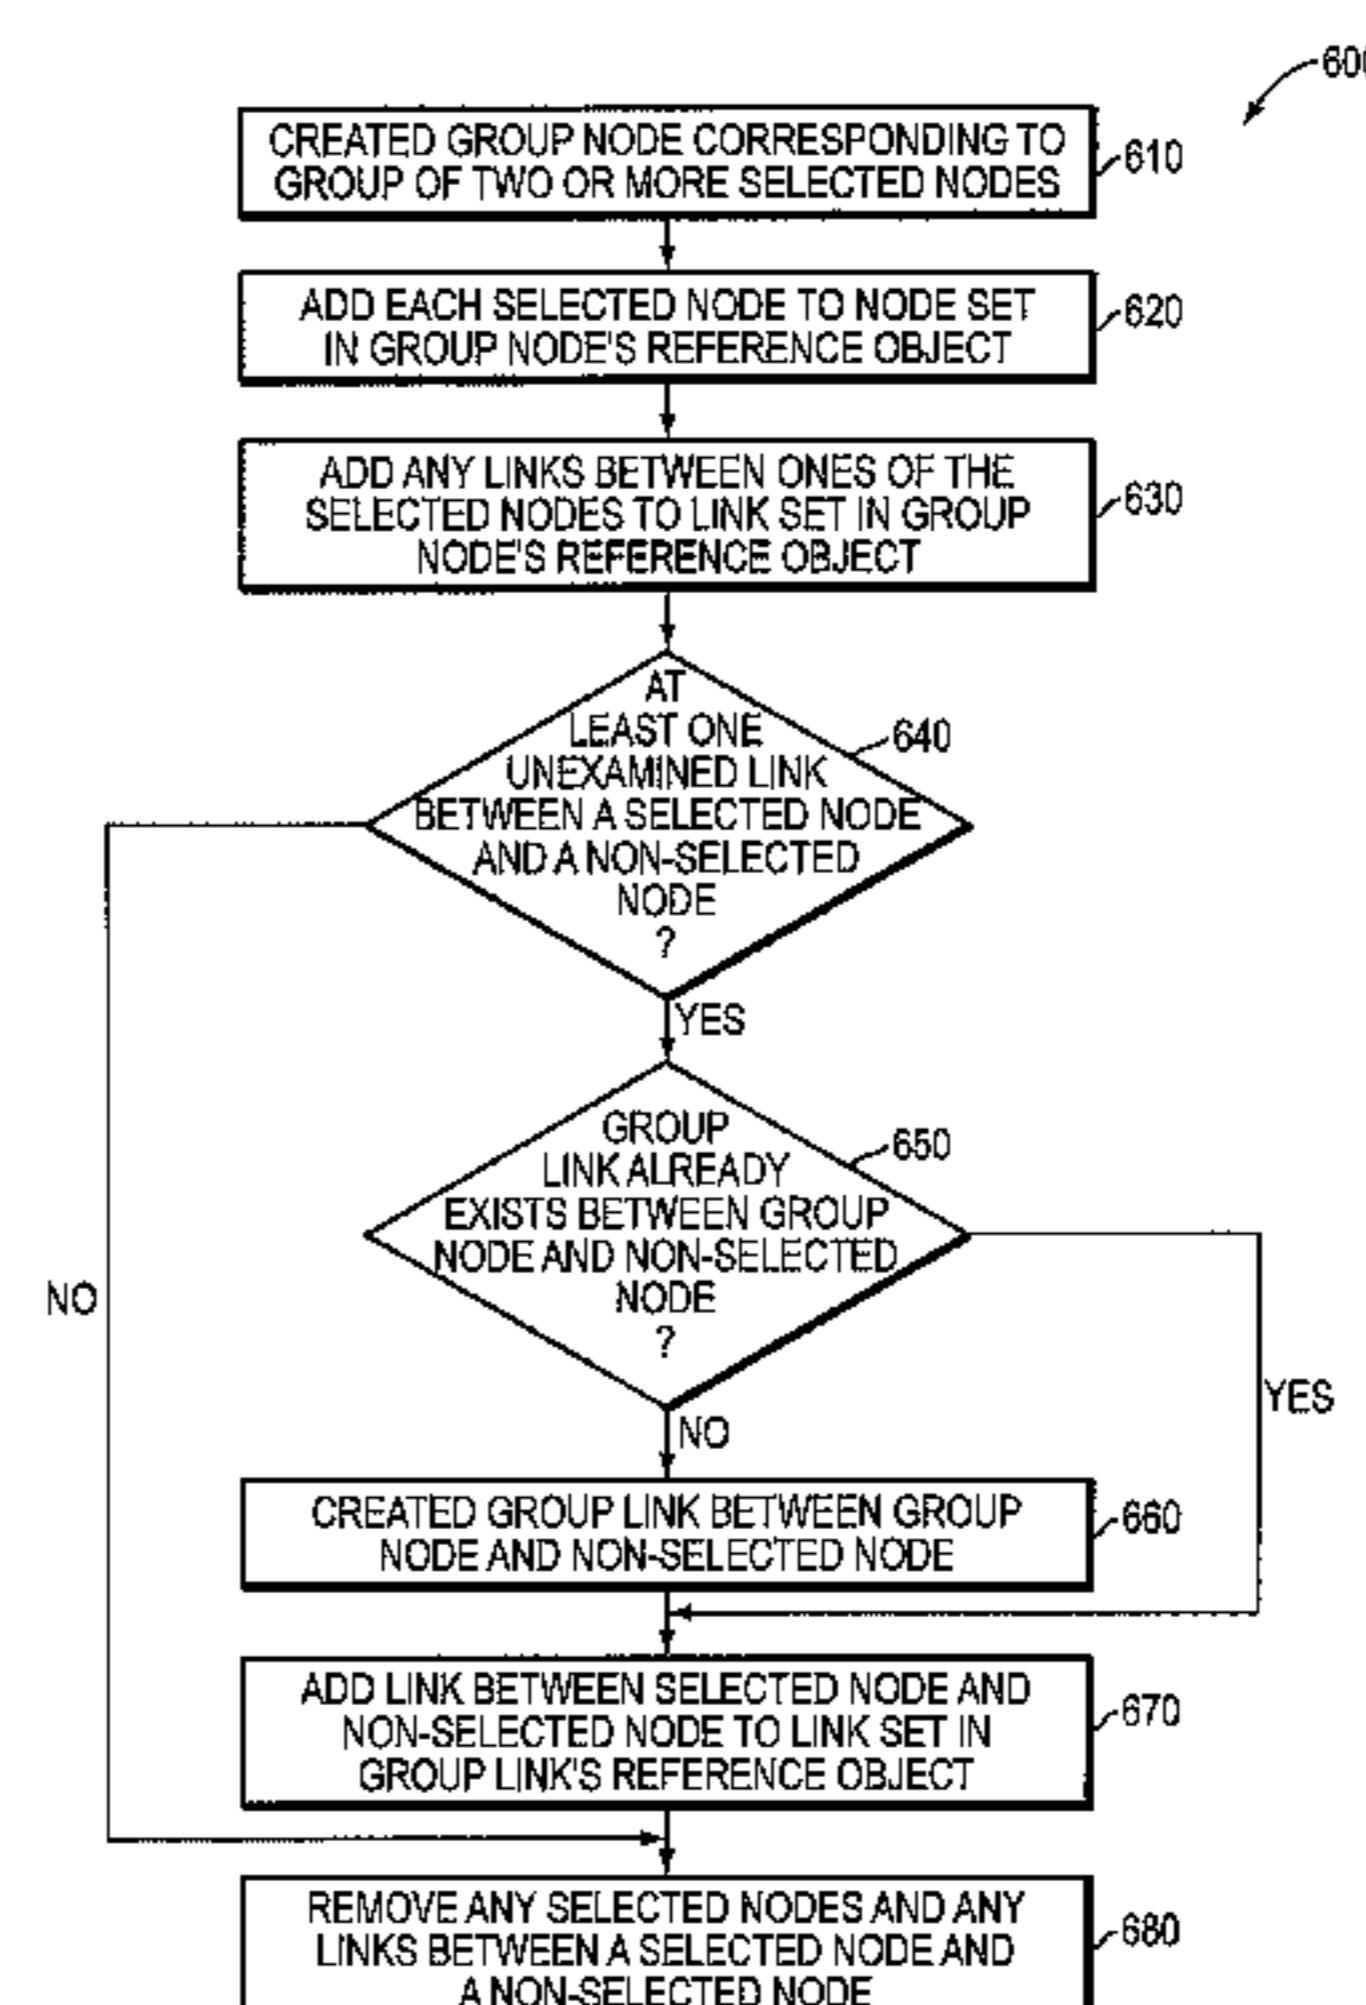 600
CREATED GROUP NODE CORRESPONDING TO
GROUP OF TWO OR MORE SELECTED NODES
610
ADD EACH SELECTED NODE TO NODE SET
IN GROUP NODE'S REFERENCE OBJECT
620
ADD ANY LINKS BETWEEN ONES OF THE
SELECTED NODES TO LINK SET IN GROUP
NODE'S REFERENCE OBJECT
630
AT
LEAST ONE
UNEXAMINED LINK
BETWEEN A SELECTED NODE
AND A NON-SELECTED
NODE
?
640
YES
GROUP
LINK ALREADY
EXISTS BETWEEN GROUP
NODE AND NON-SELECTED
NODE
?
650
NO
YES
NO
CREATED GROUP LINK BETWEEN GROUP
NODE AND NON-SELECTED NODE
660
ADD LINK BETWEEN SELECTED NODE AND
NON-SELECTED NODE TO LINK SET IN
GROUP LINK'S REFERENCE OBJECT
670
REMOVE ANY SELECTED NODES AND ANY
LINKS BETWEEN A SELECTED NODE AND
A NON-SELECTED NODE
680